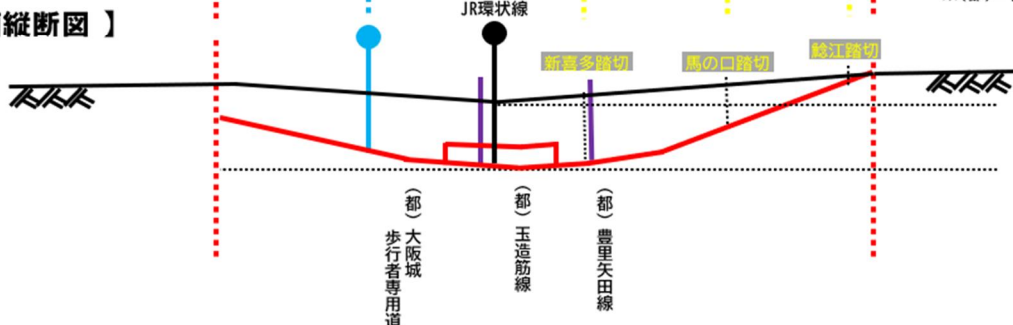 縦断図 】
JR環状線
新喜多踏切
馬の口踏切
鯰江踏切
（都）大阪城
歩行者専用道
（都）玉造筋線
（都）豊里矢田線